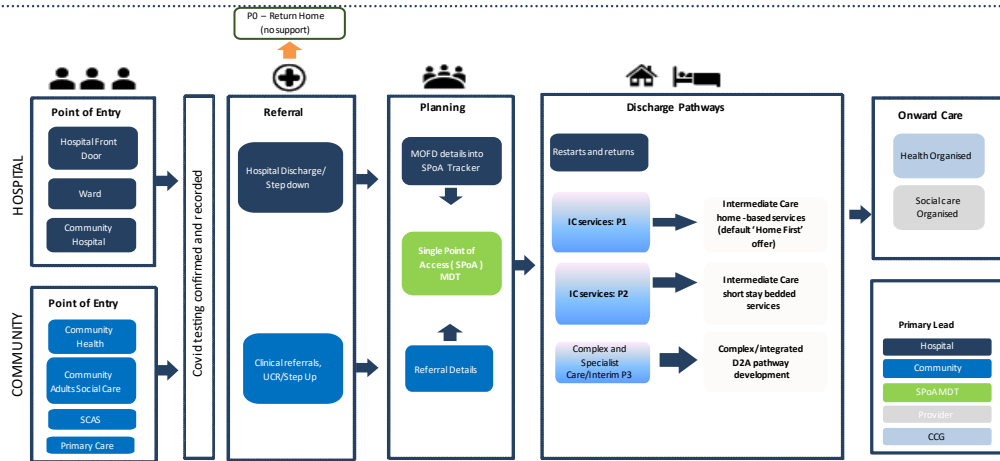 P0 – Return Home
(no support)
HOSPITAL
Point of Entry
Hospital Front
Door
Ward
Community
Hospital
COMMUNITY
Point of Entry
Community
Health
Community
Adults Social Care
SCAS
Primary Care
Covid testing confirmed and recorded
Referral
Hospital Discharge/
Step down
Clinical referrals,
UCR/Step Up
Planning
MOFD details into
SPoA Tracker
Single Point of
Access ( SPoA )
MDT
Referral Details
Discharge Pathways
Restarts and returns
IC services: P1
Intermediate Care
home -based services
(default ‘Home First’
offer)
IC services: P2
Intermediate Care
short stay bedded
services
Complex and
Specialist
Care/Interim P3
Complex/integrated
D2A pathway
development
Onward Care
Health Organised
Social care
Organised
Primary Lead
Hospital
Community
SPoA MDT
Provider
CCG